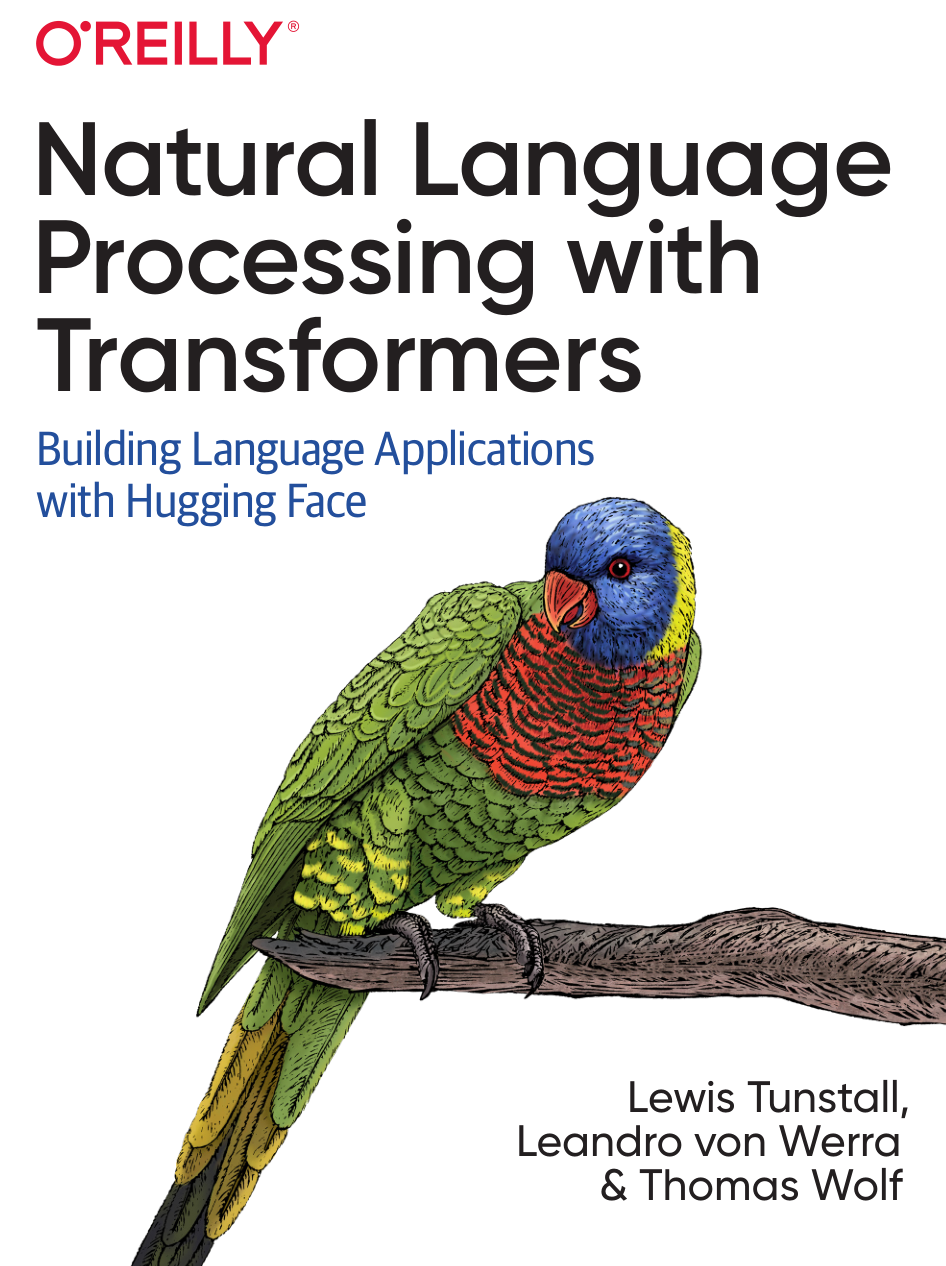 O'REILLY®
Natural Language
Processing with
Transformers
Building Language Applications
with Hugging Face
Lewis Tunstall,
Leandro von Werra
& Thomas Wolf